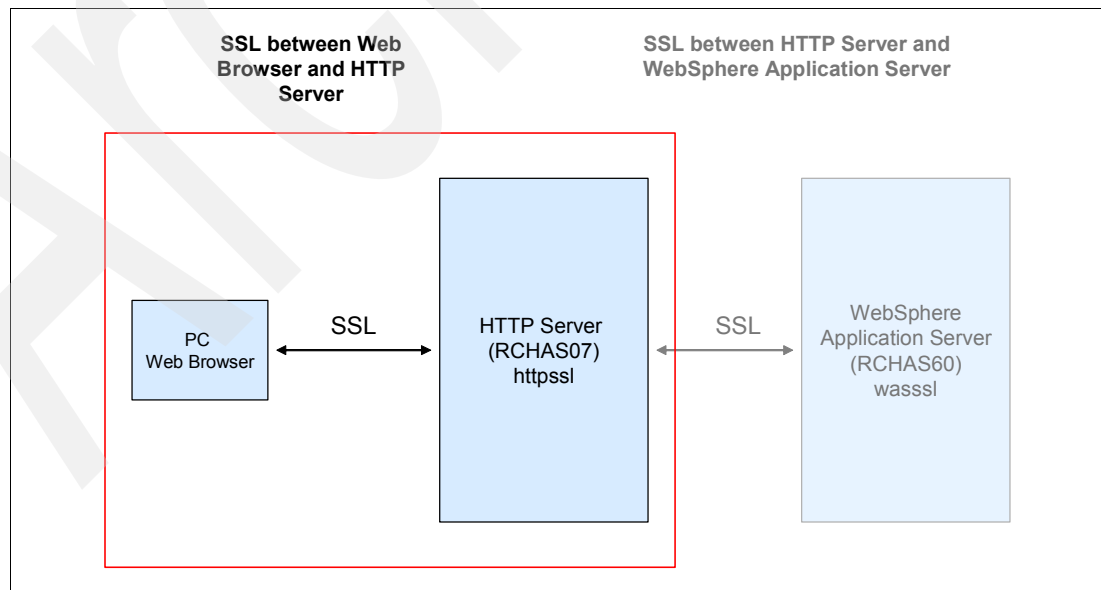 SSL between Web
Browser and HTTP
Server
SSL between HTTP Server and
WebSphere Application Server
PC
Web Browser
SSL
HTTP Server
(RCHAS07)
httpssl
SSL
WebSphere
Application Server
(RCHAS60)
wasssl